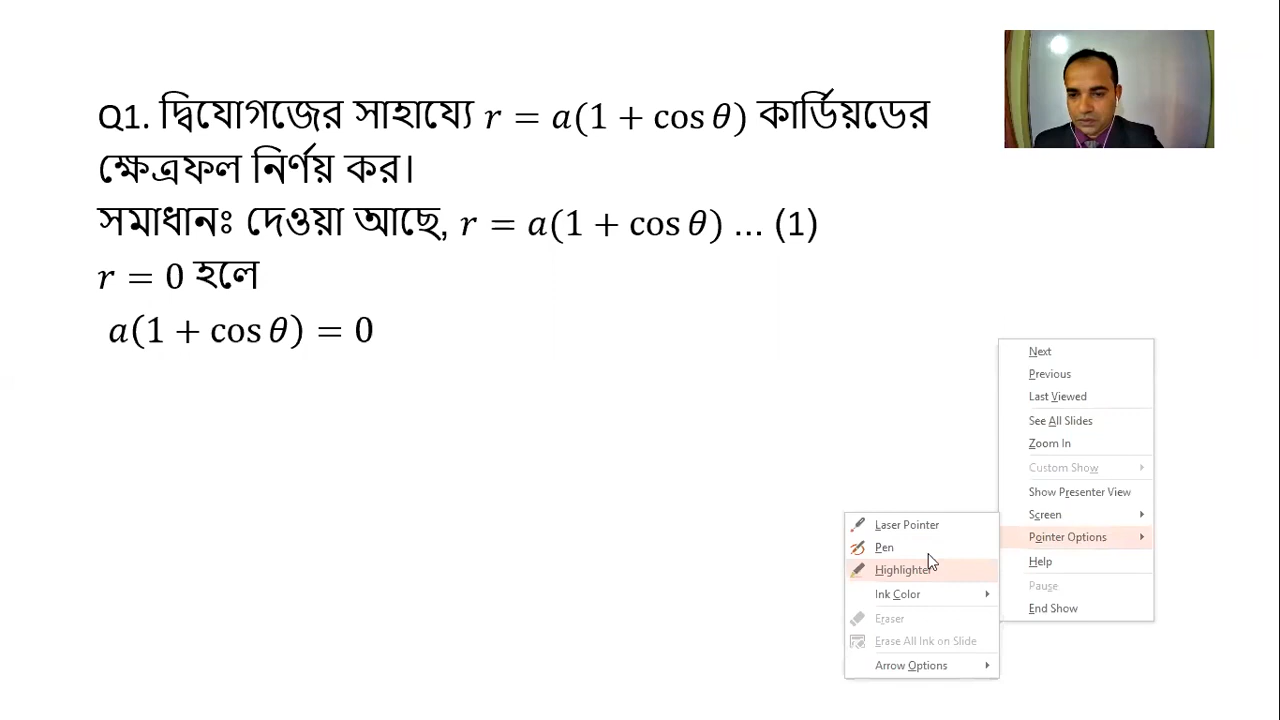 Q1. দ্বিযোগজের সাহায্যে r = a(1 + cos θ) কার্ডিয়ডের
ক্ষেত্রফল নির্ণয় কর।
সমাধানঃ দেওয়া আছে, r = a(1 + cos θ) … (1)
r = 0 হলে
a(1 + cos θ) = 0
Next
Previous
Last Viewed
See All Slides
Zoom In
Custom Show
Show Presenter View
Screen
Pointer Options
Help
Pause
End Show
Laser Pointer
Pen
Highlighter
Ink Color
Eraser
Erase All Ink on Slide
Arrow Options